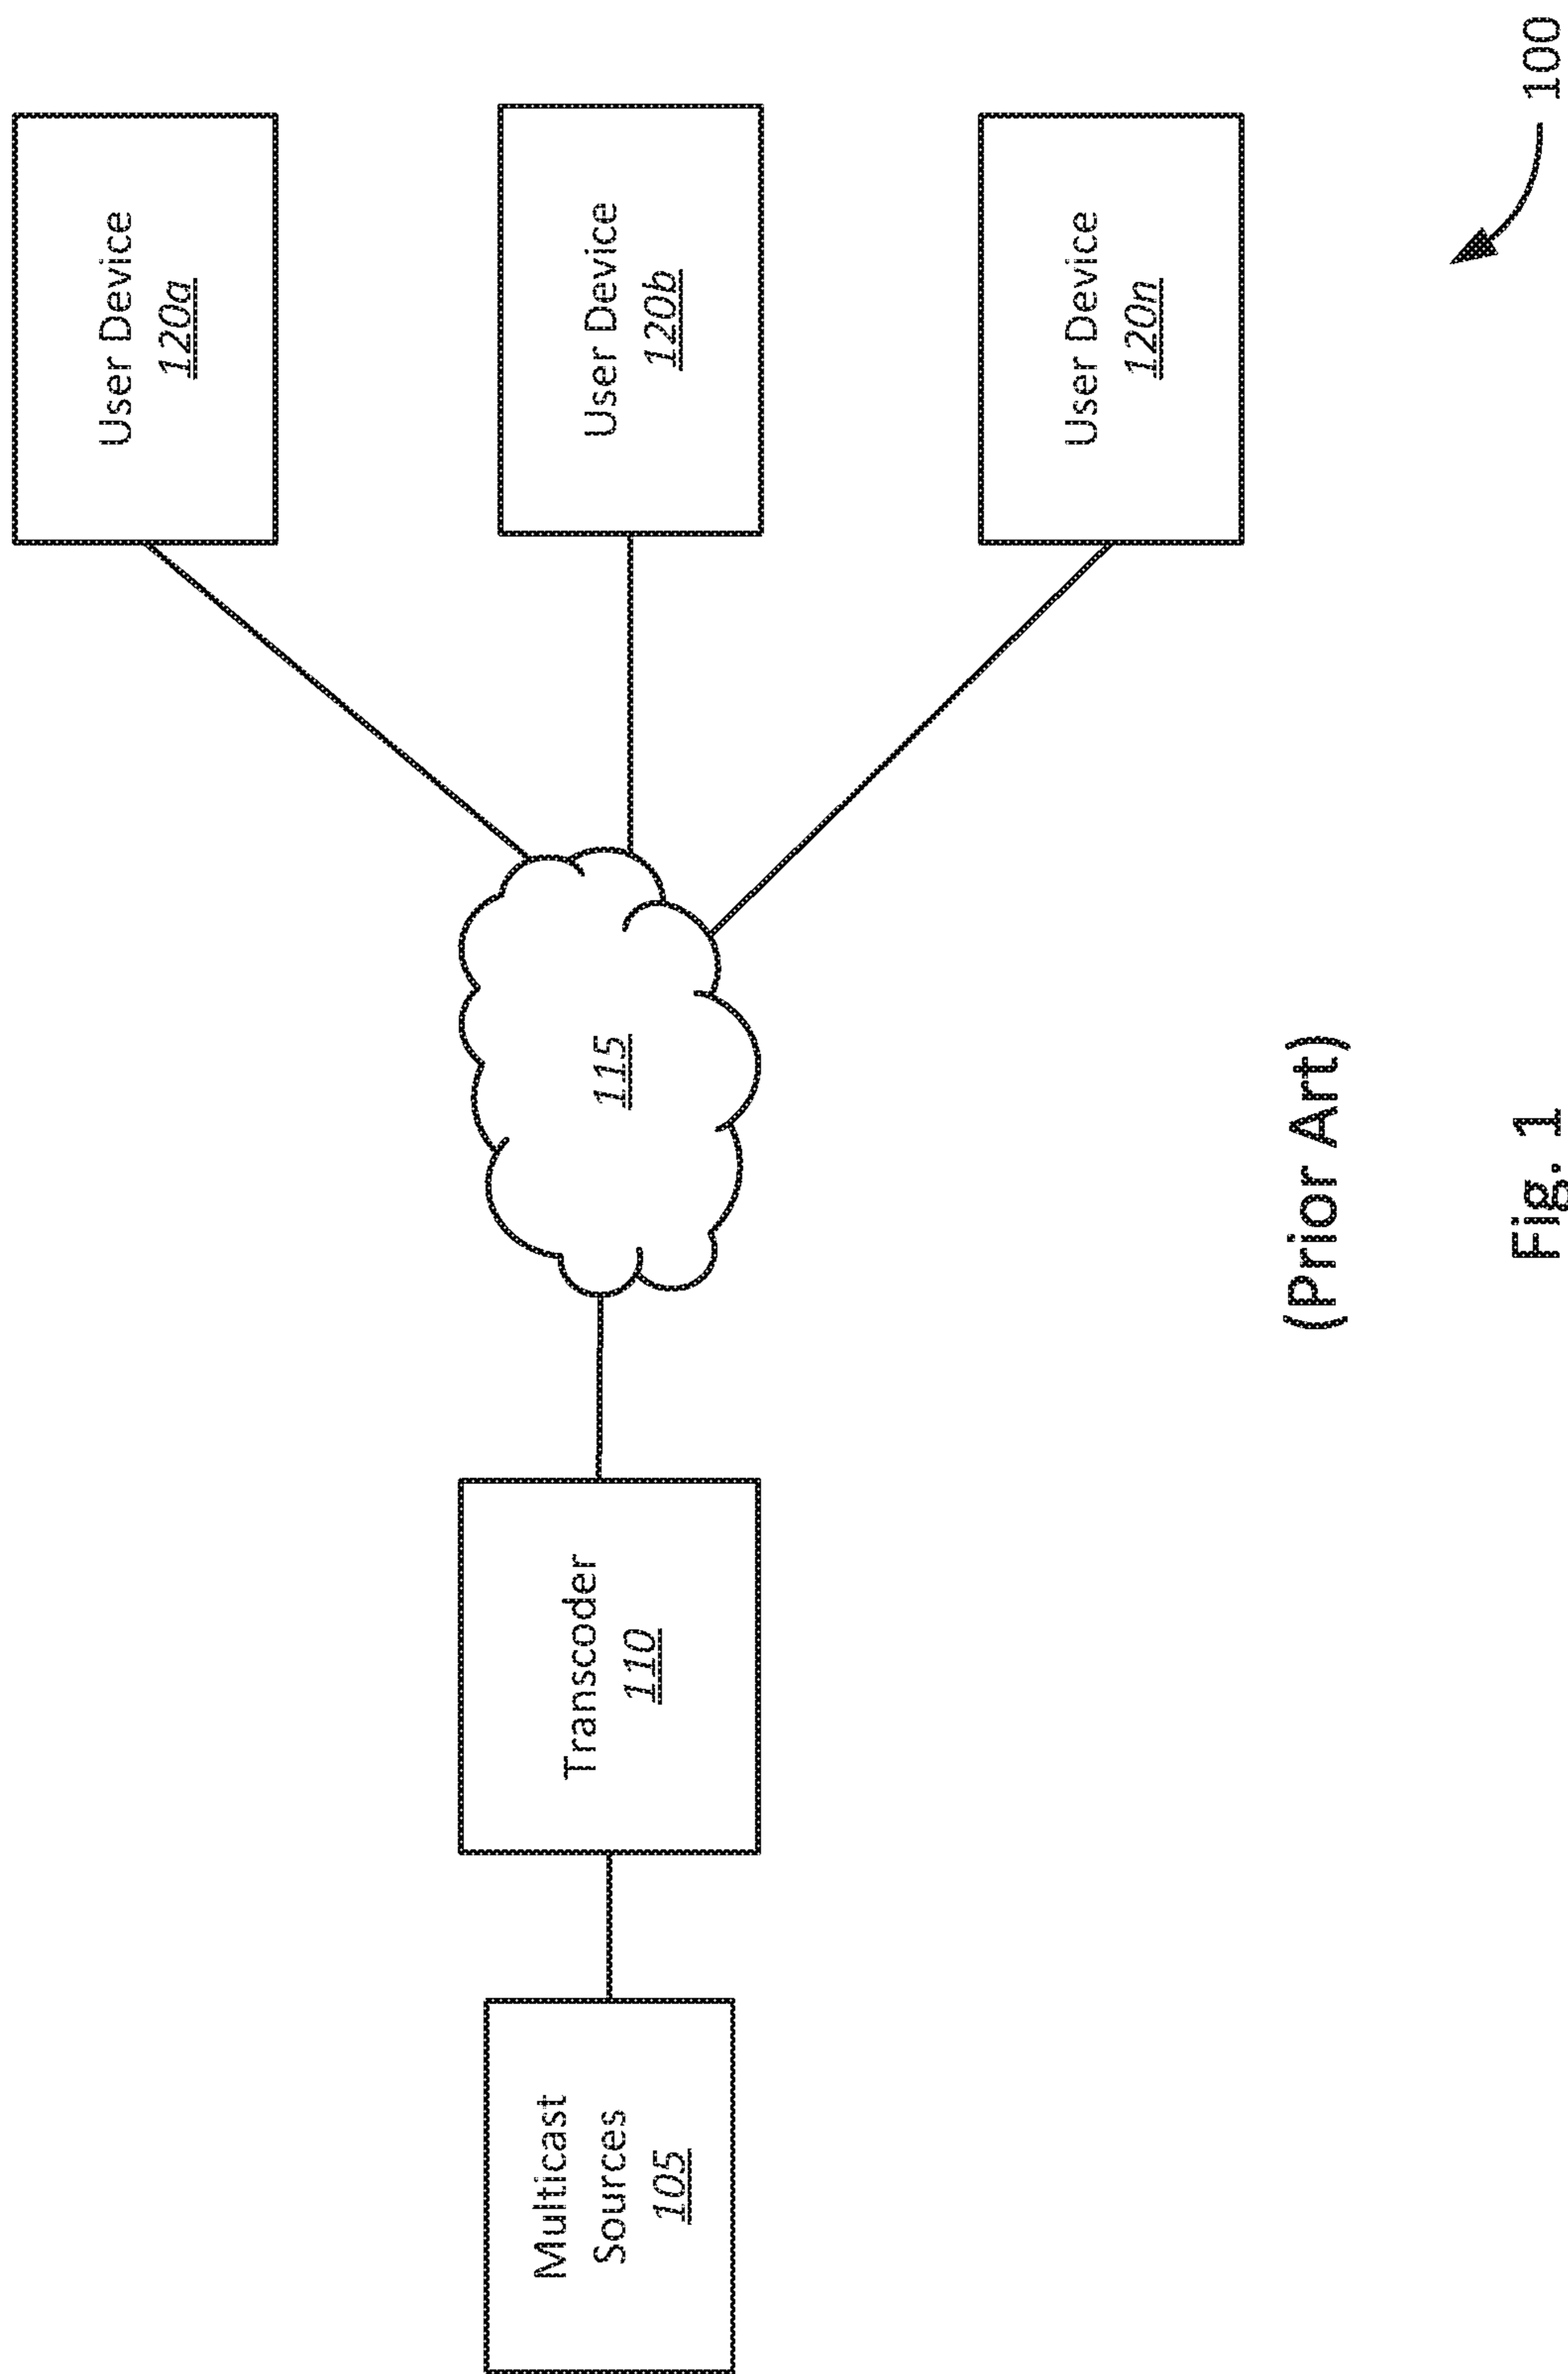 Multicast
Sources
105
Transcoder
110
115
User Device
120a
User Device
120b
User Device
120n
(Prior Art)
Fig. 1
100